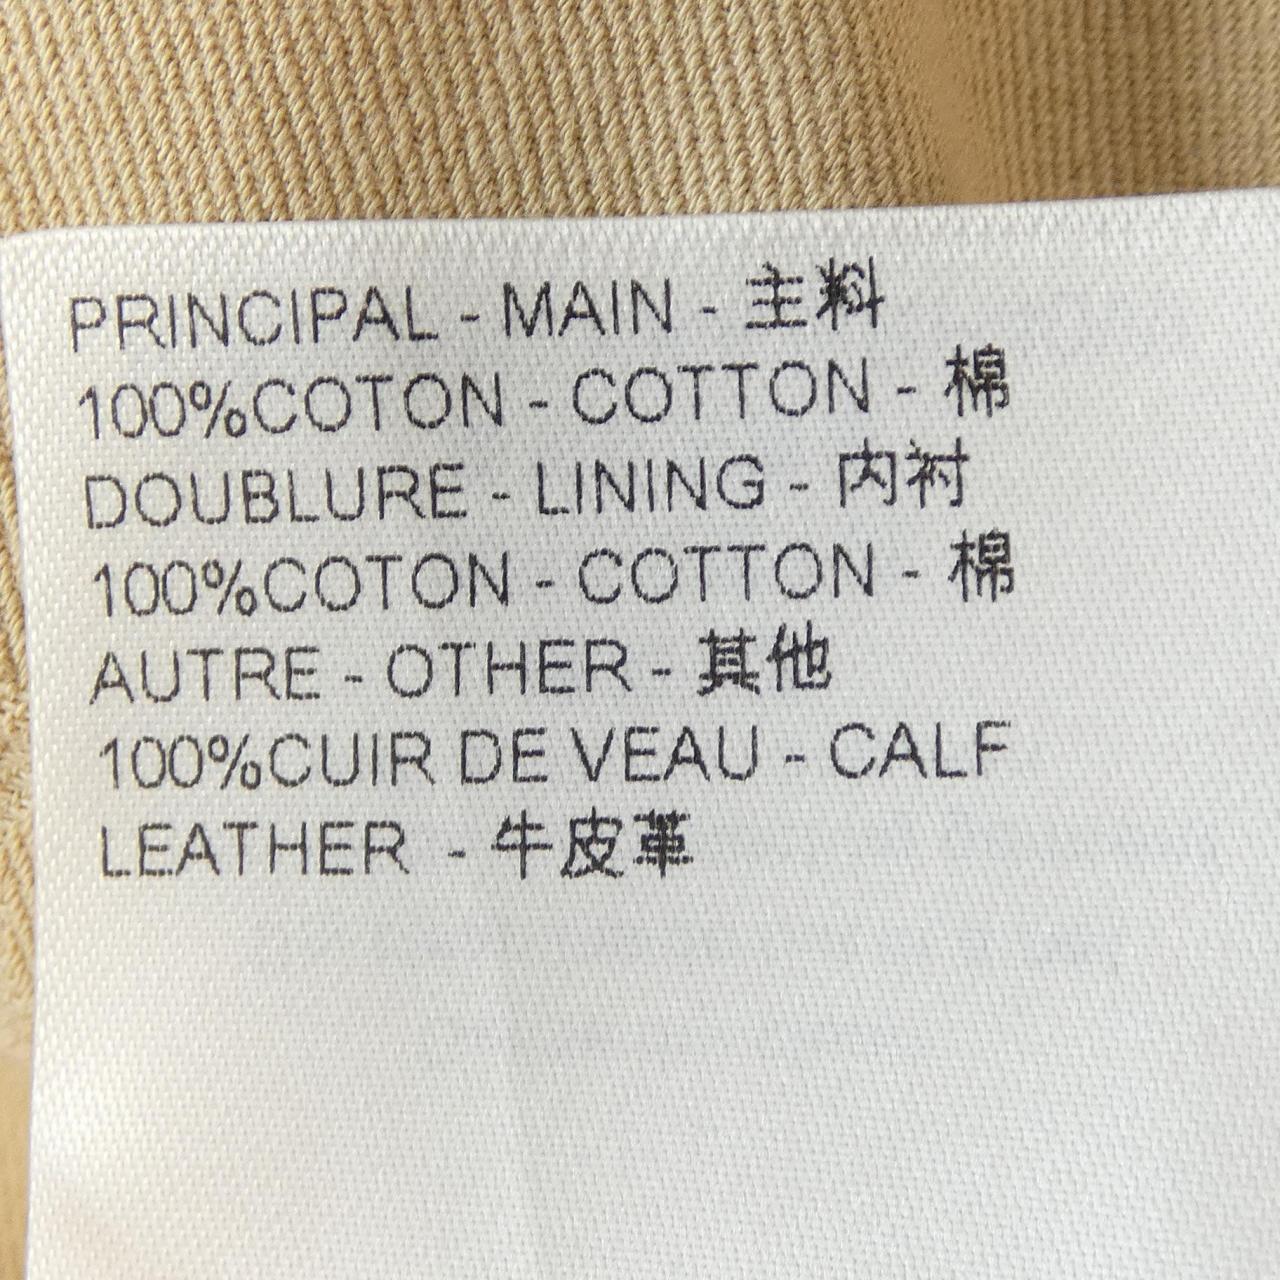 PRINCIPAL - MAIN - 主料
100%COTON - COTTON - 棉
DOUBLURE - LINING - 内衬
100%COTON - COTTON - 棉
AUTRE - OTHER - 其他
100%CUIR DE VEAU - CALF
LEATHER - 牛皮革